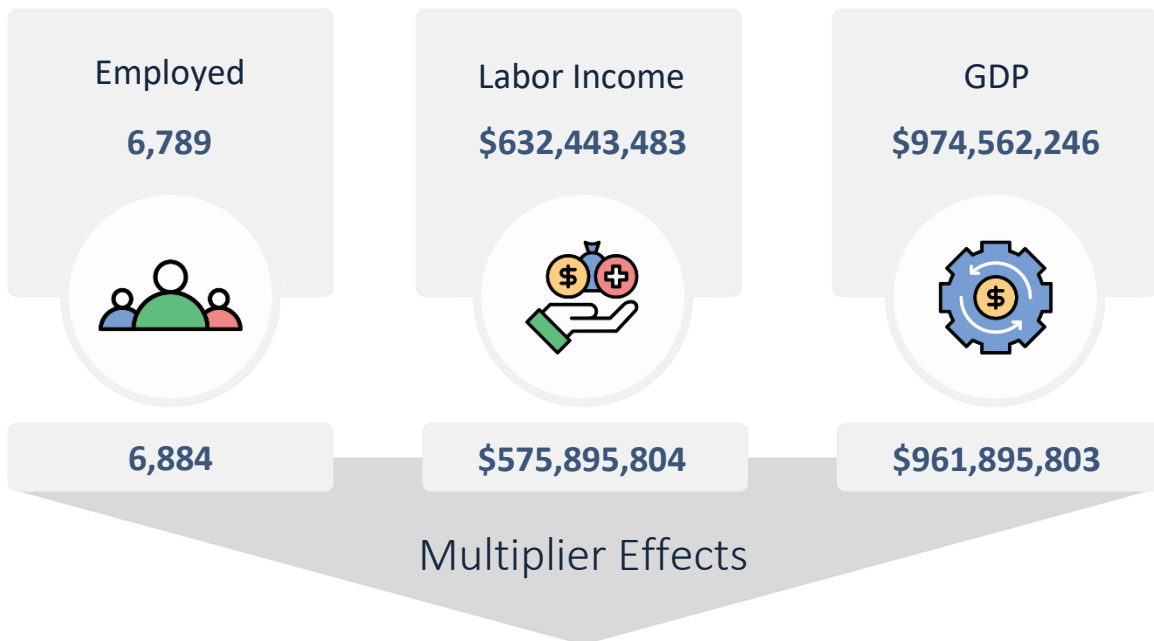 Employed
6,789
Labor Income
$632,443,483
GDP
$974,562,246
$
$
6,884
$575,895,804
$961,895,803
Multiplier Effects